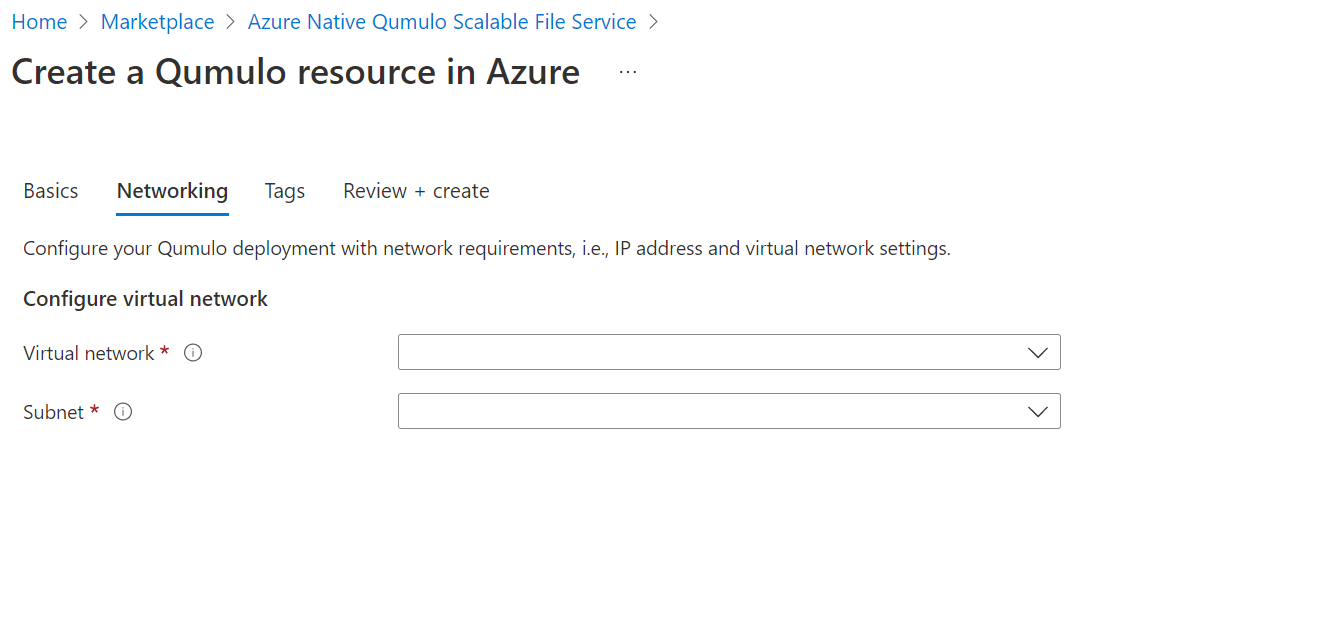 Home > Marketplace > Azure Native Qumulo Scalable File Service >
Create a Qumulo resource in Azure ...
Basics Networking Tags Review + create
Configure your Qumulo deployment with network requirements, i.e., IP address and virtual network settings.
Configure virtual network
Virtual network *
Subnet *